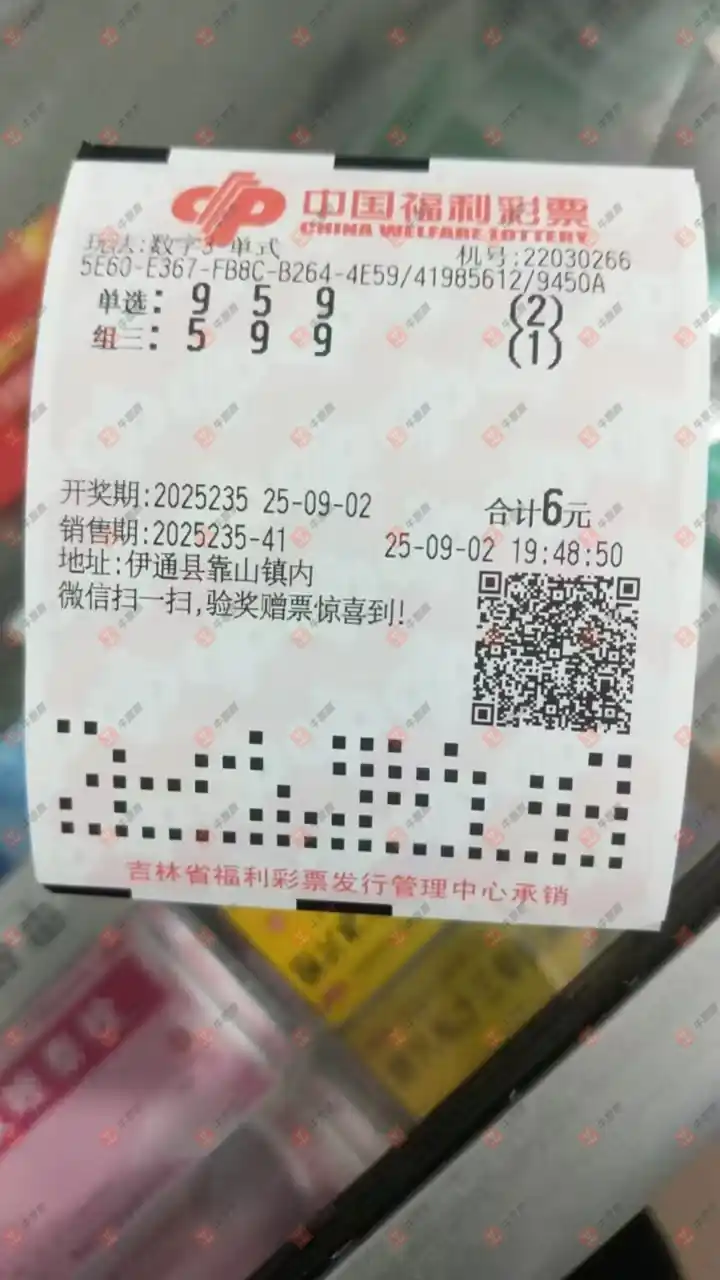 中国福利彩票
CHINA WELFARE LOTTERY
玩法:数字3-单式 机号:22030266
5E60-E367-FB8C-B264-4E59/41985612/9450A
单选: 9 5 9 (2)
组三: 5 9 9 (1)
开奖期:2025235 25-09-02 合计6元
销售期:2025235-41 25-09-02 19:48:50
地址:伊通县靠山镇内
微信扫一扫,验奖赠票惊喜到!
吉林省福利彩票发行管理中心承销